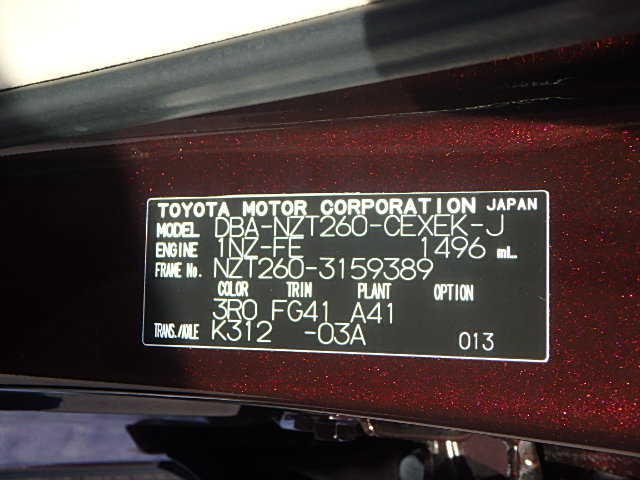 TOYOTA MOTOR CORPORATION JAPAN
MODEL DBA-NZT260-CEXEK-J
ENGINE 1NZ-FE 1496 mL
FRAME No. NZT260-3159389
COLOR TRIM PLANT OPTION
3R0 FG41 A41
TRANS./AXLE K312 -03A 013